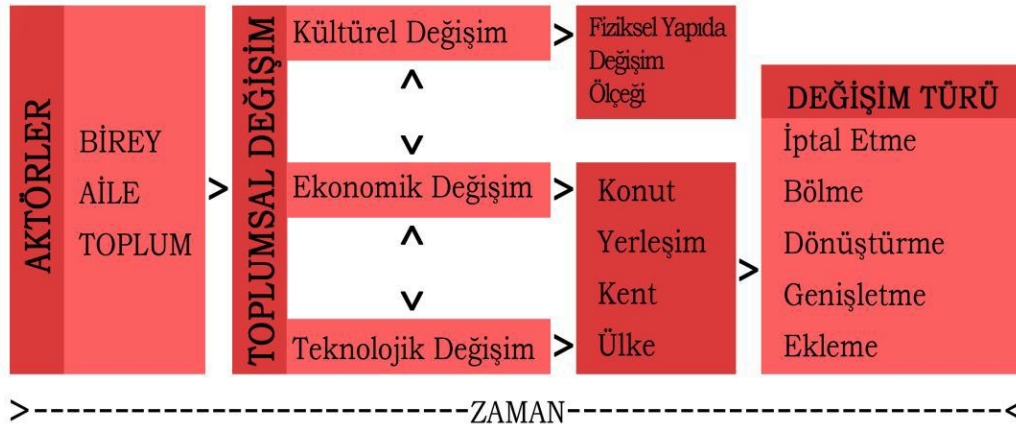 AKTÖRLER
BİREY
AİLE
TOPLUM
TOPLUMSAL DEĞİŞİM
Kültürel Değişim
Ekonomik Değişim
Teknolojik Değişim
Fiziksel Yapıda
Değişim
Ölçeği
Konut
Yerleşim
Kent
Ülke
DEĞİŞİM TÜRÜ
İptal Etme
Bölme
Dönüştürme
Genişletme
Ekleme
ZAMAN